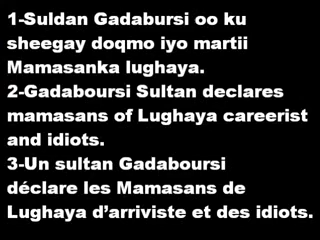 1-Suldan Gadabursi oo ku
sheegay doqmo iyo martii
Mamasanka lughaya.
2-Gadaboursi Sultan declares
mamasans of Lughaya careerist
and idiots.
3-Un sultan Gadaboursi
déclare les Mamasans de
Lughaya d’arriviste et des idiots.